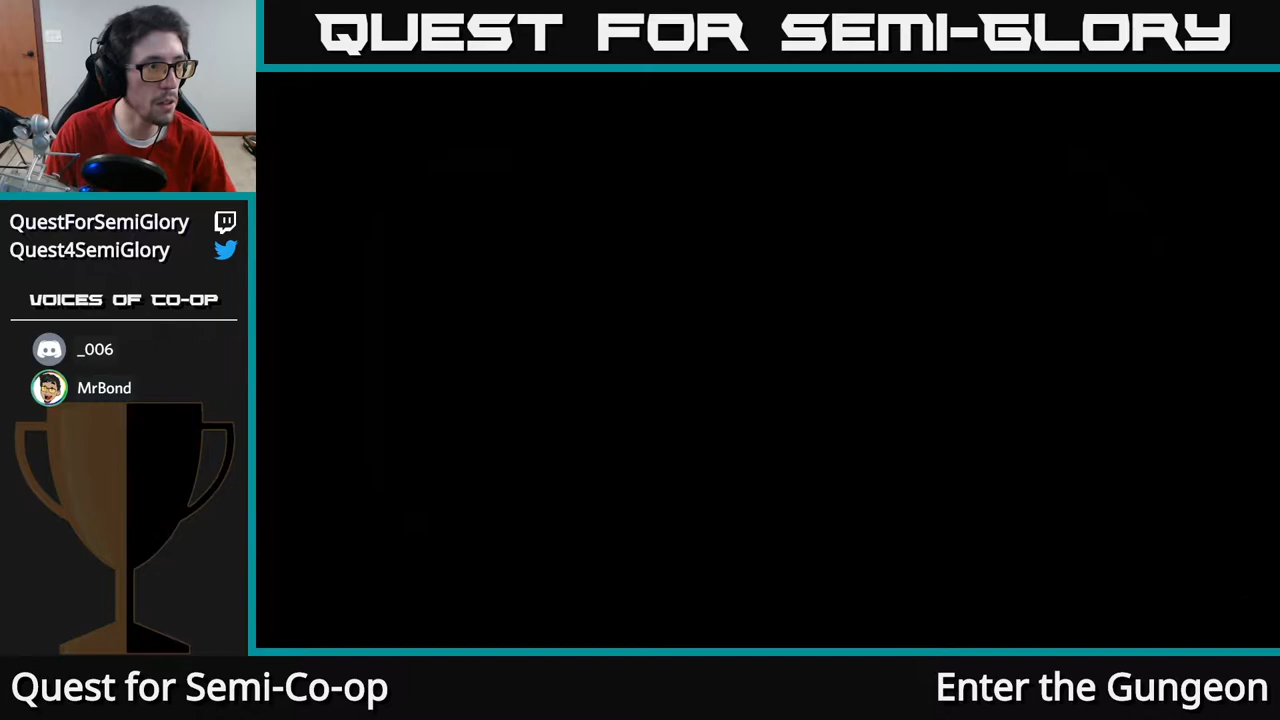 QUEST FOR SEMI-GLORY
QuestForSemiGlory
Quest4SemiGlory
VOICES OF CO-OP
_006
MrBond
Quest for Semi-Co-op
Enter the Gungeon